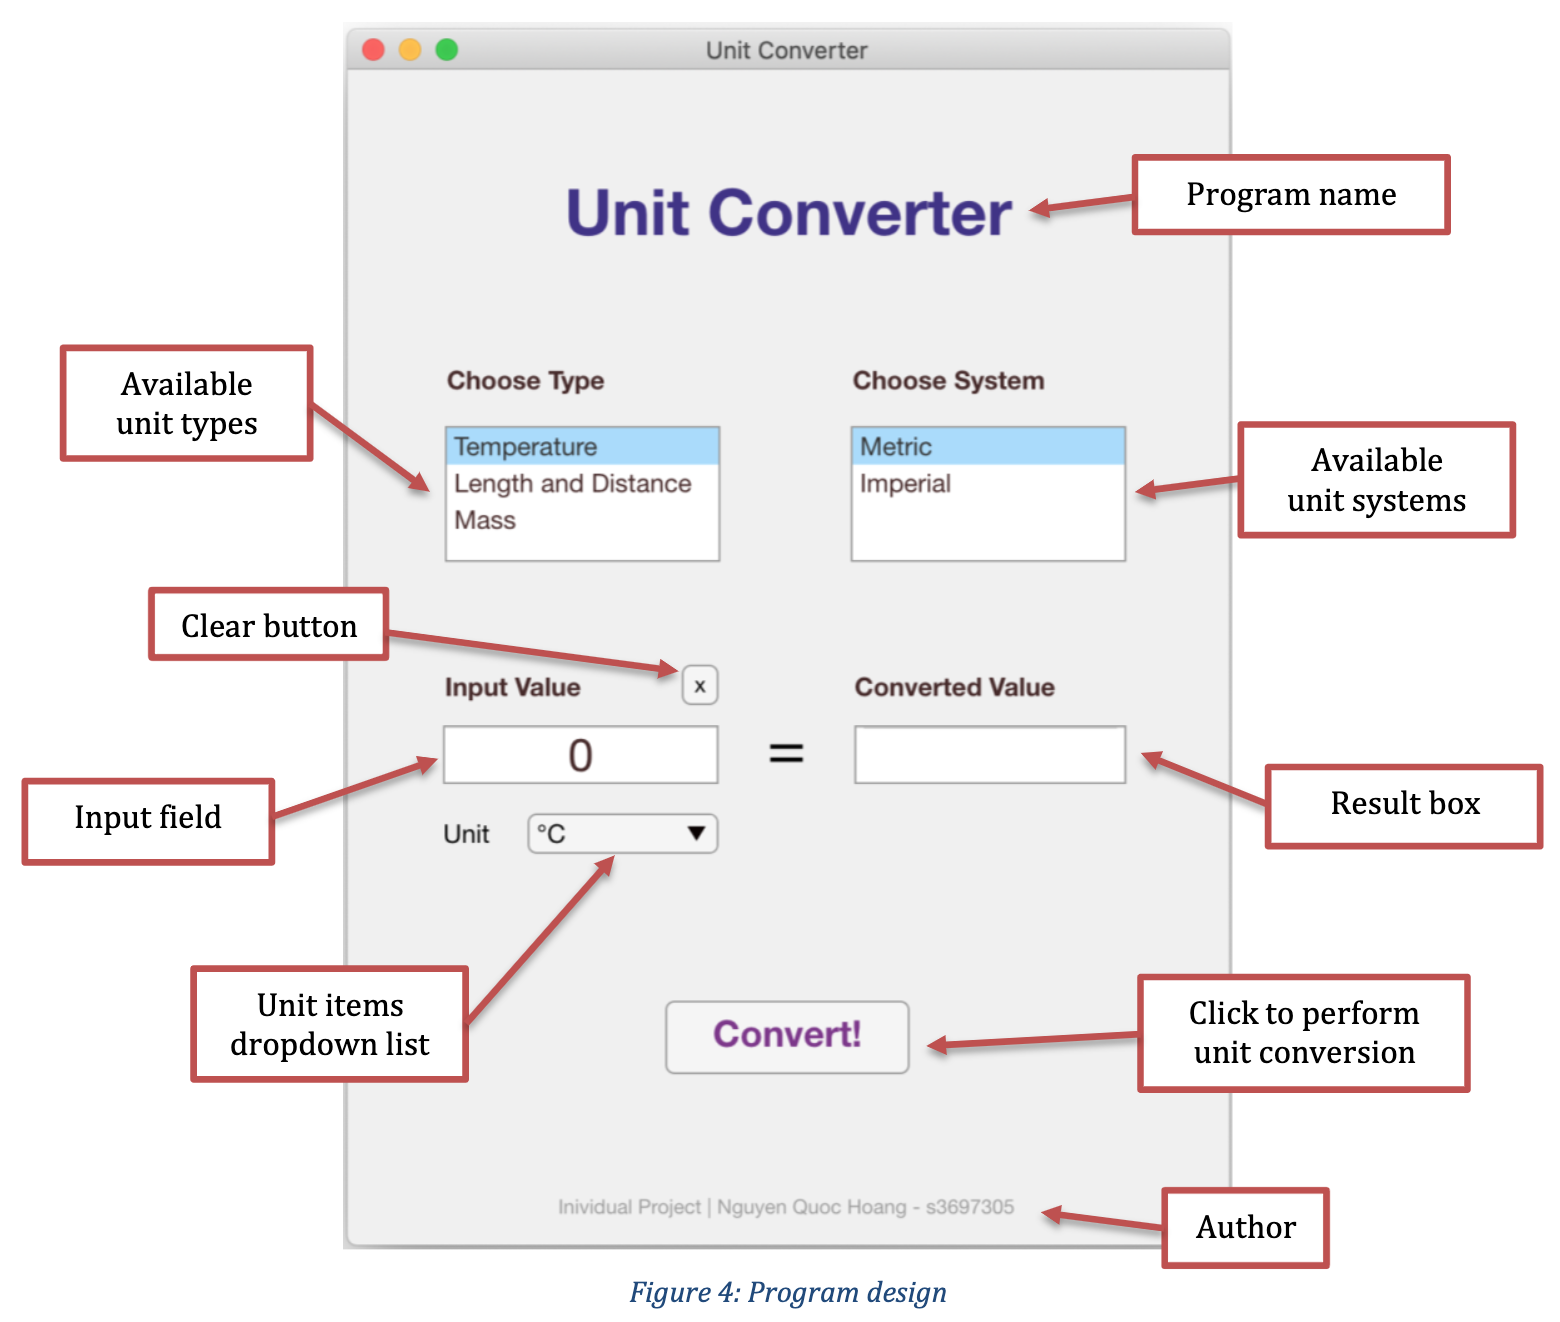 Unit Converter
Unit Converter
Program name
Available
unit types
Choose Type
Choose System
Temperature
Length and Distance
Mass
Metric
Imperial
Available
unit systems
Clear button
Input Value
x
Converted Value
Input field
0
=
Result box
Unit
°C
Unit items
dropdown list
Convert!
Click to perform
unit conversion
Inividual Project | Nguyen Quoc Hoang - s3697305
Author
Figure 4: Program design